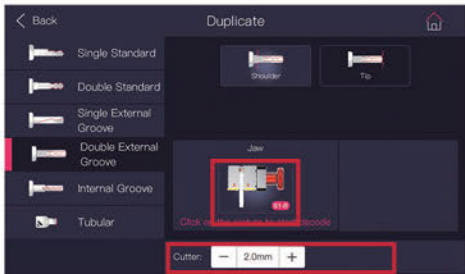 Back
Duplicate
Single Standard
Double Standard
Single External
Groove
Double External
Groove
Internal Groove
Tubular
Shoulder
Tip
Jaw
S1-B
Click on the picture to start decode
Cutter:
−
2.0mm
+